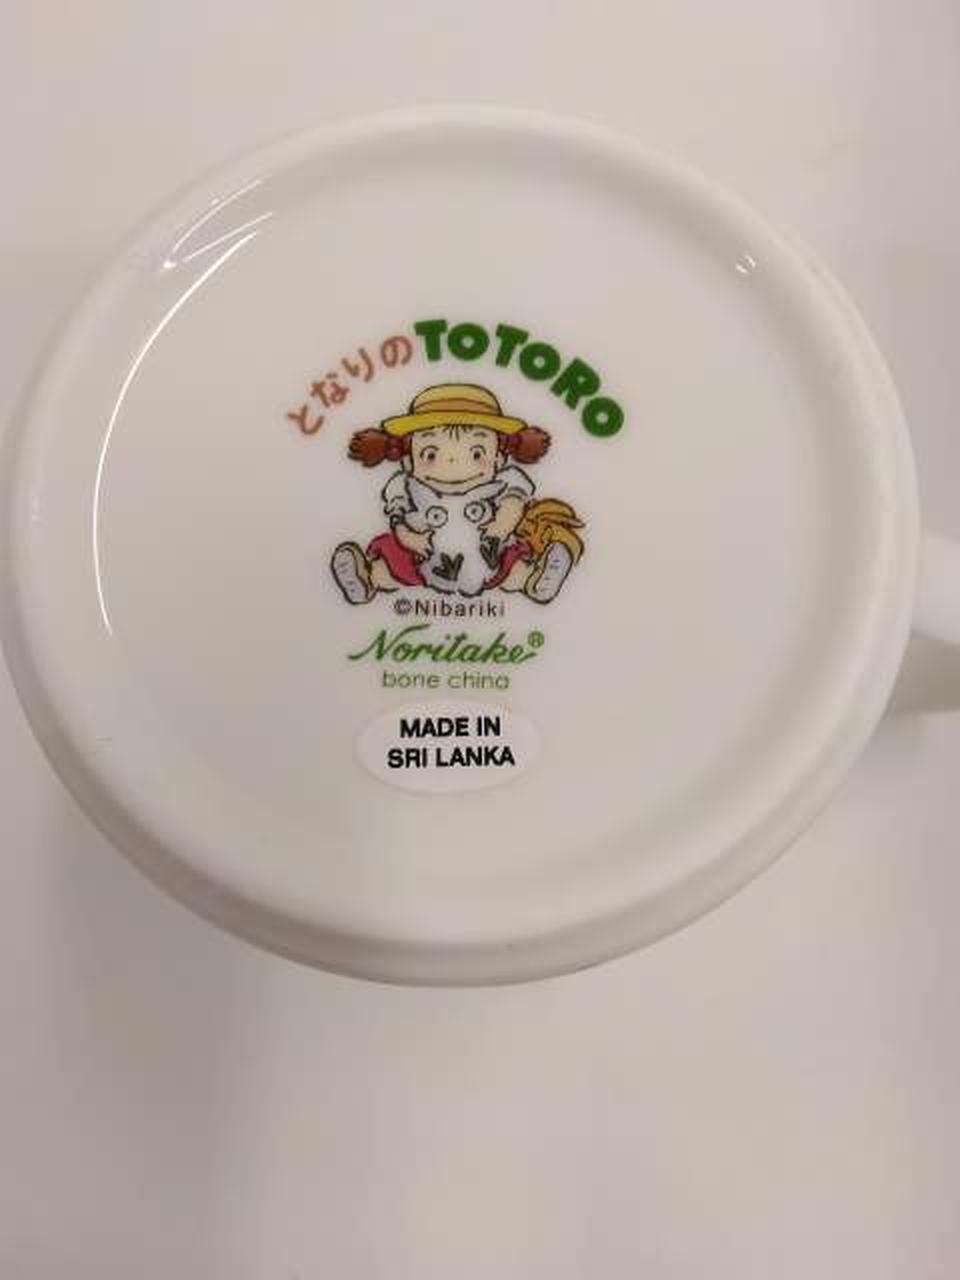 となりのTOTORO
©Nibariki
Noritake®
bone china
MADE IN
SRI LANKA